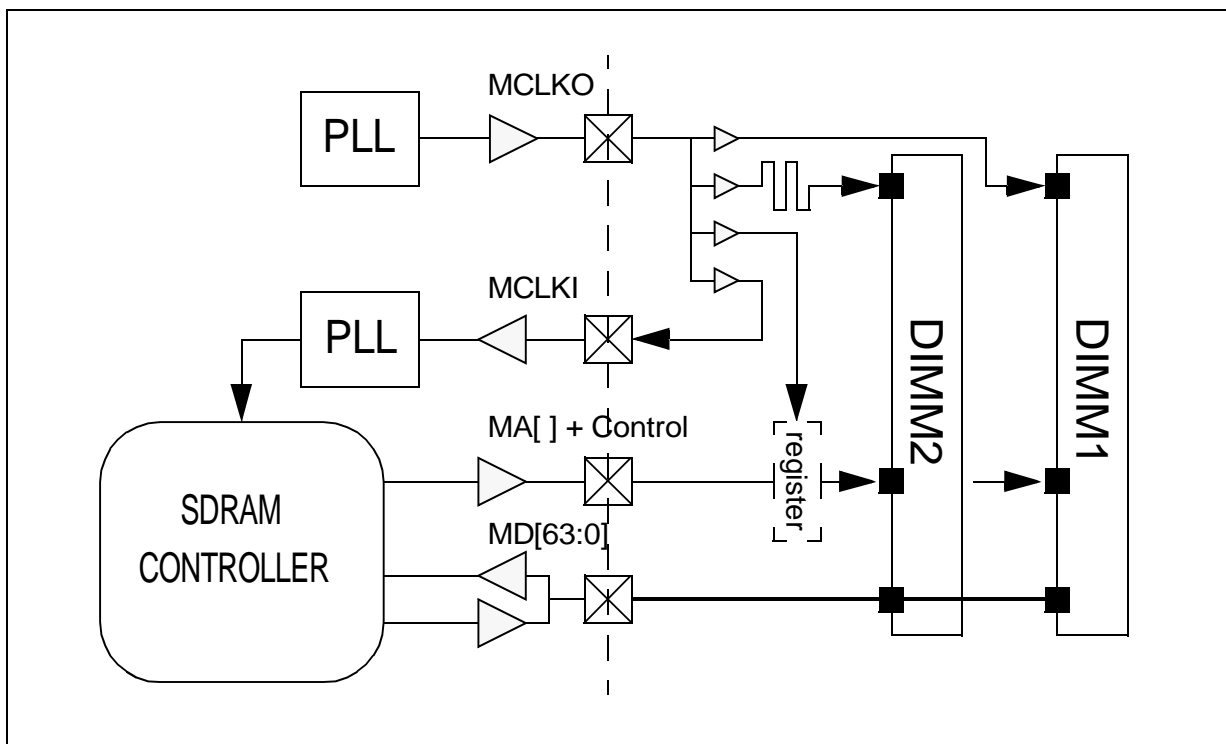 MCLKO
PLL
MCLKI
PLL
MA[ ] + Control
register
DIMM2
DIMM1
SDRAM
CONTROLLER
MD[63:0]